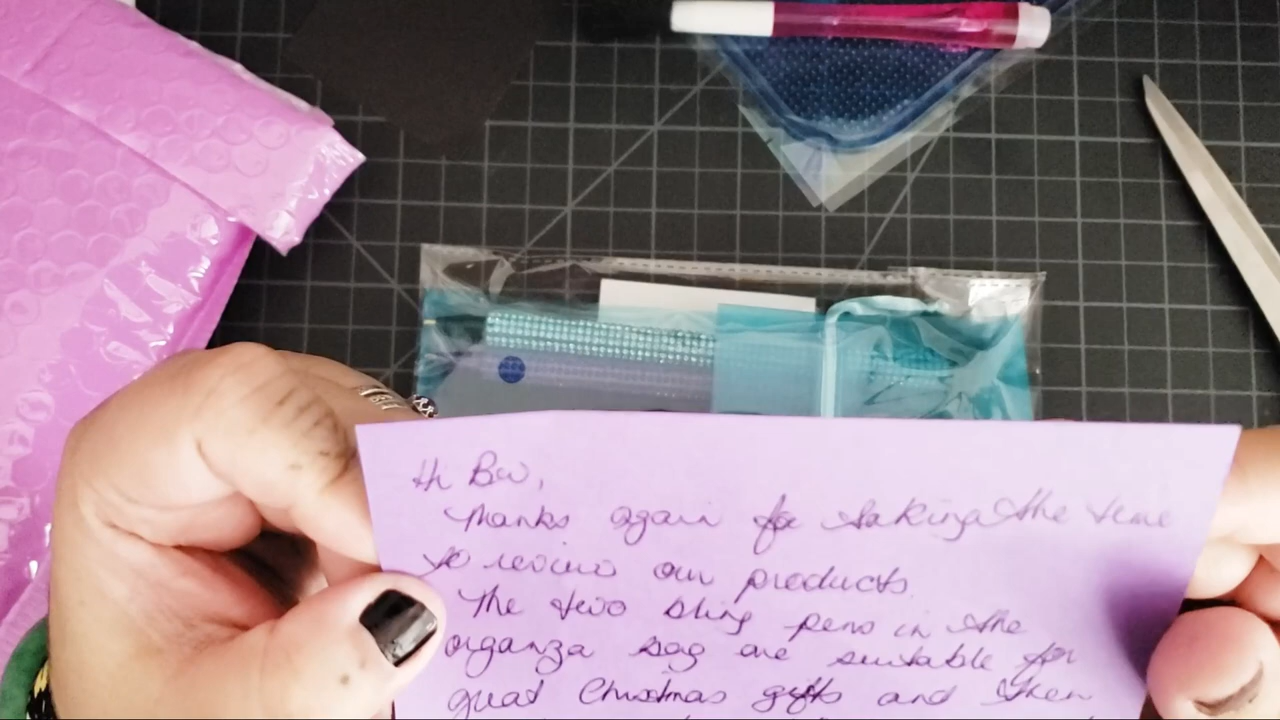 Hi Bev,
Thanks again for taking the time
to review our products.
The two bling pens in the
organza bag are suitable for
great Christmas gifts and then